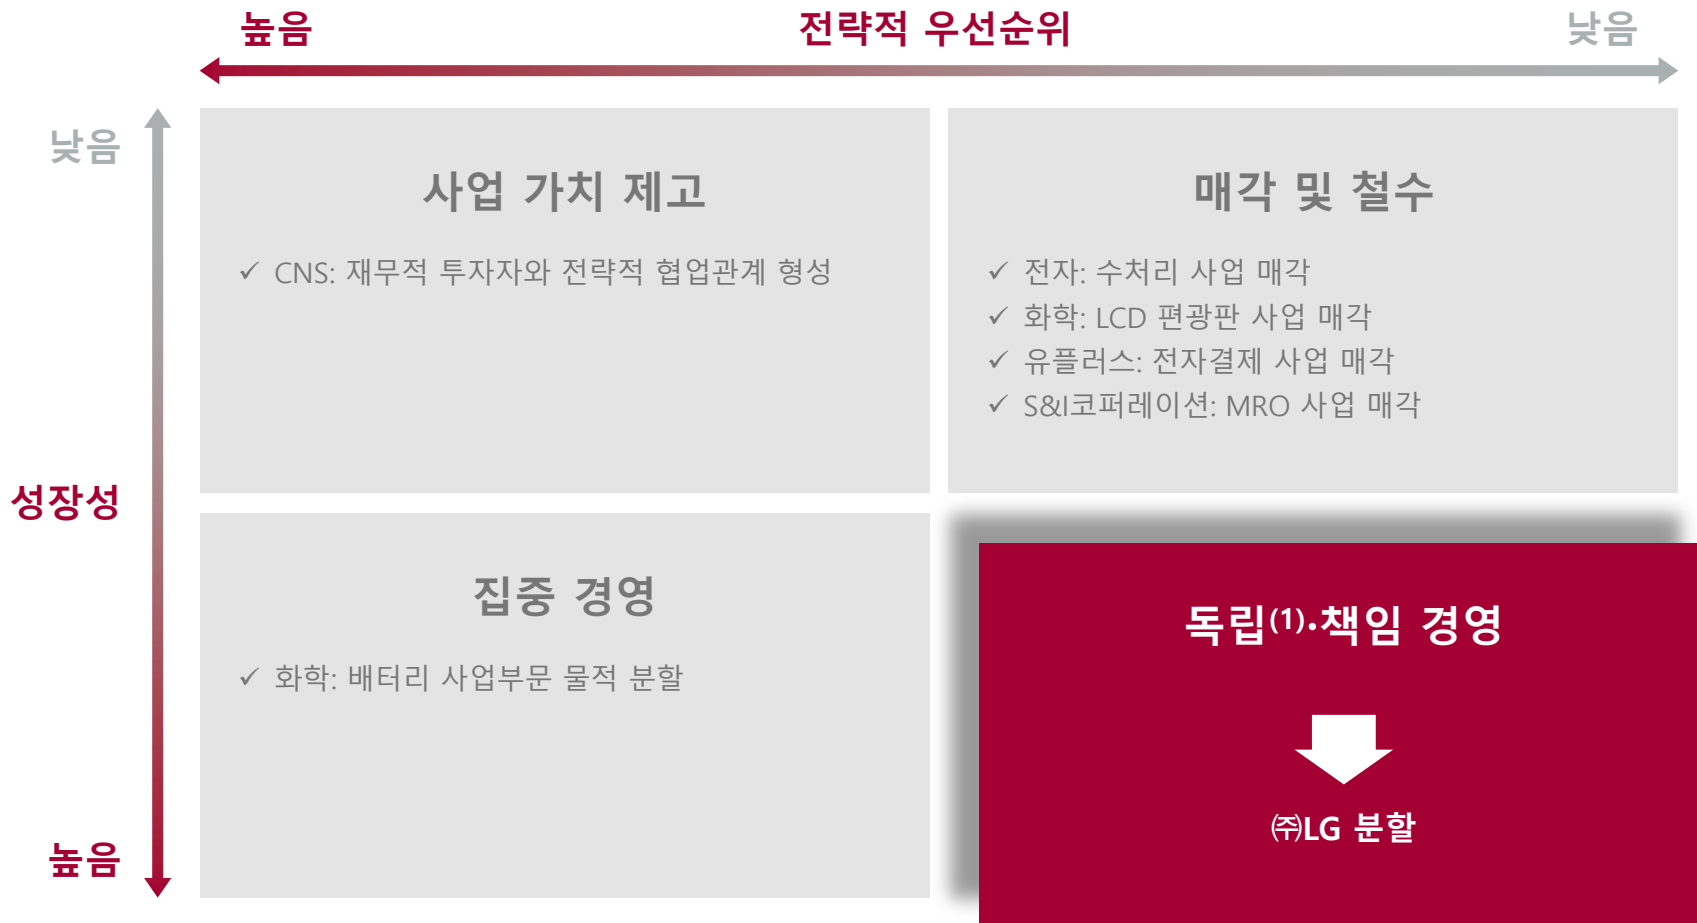 높음
전략적 우선순위
낮음
낮음
성장성
높음
사업 가치 제고
✓ CNS: 재무적 투자자와 전략적 협업관계 형성
매각 및 철수
✓ 전자: 수처리 사업 매각
✓ 화학: LCD 편광판 사업 매각
✓ 유플러스: 전자결제 사업 매각
✓ S&I코퍼레이션: MRO 사업 매각
집중 경영
✓ 화학: 배터리 사업부문 물적 분할
독립(1)·책임 경영
㈜LG 분할